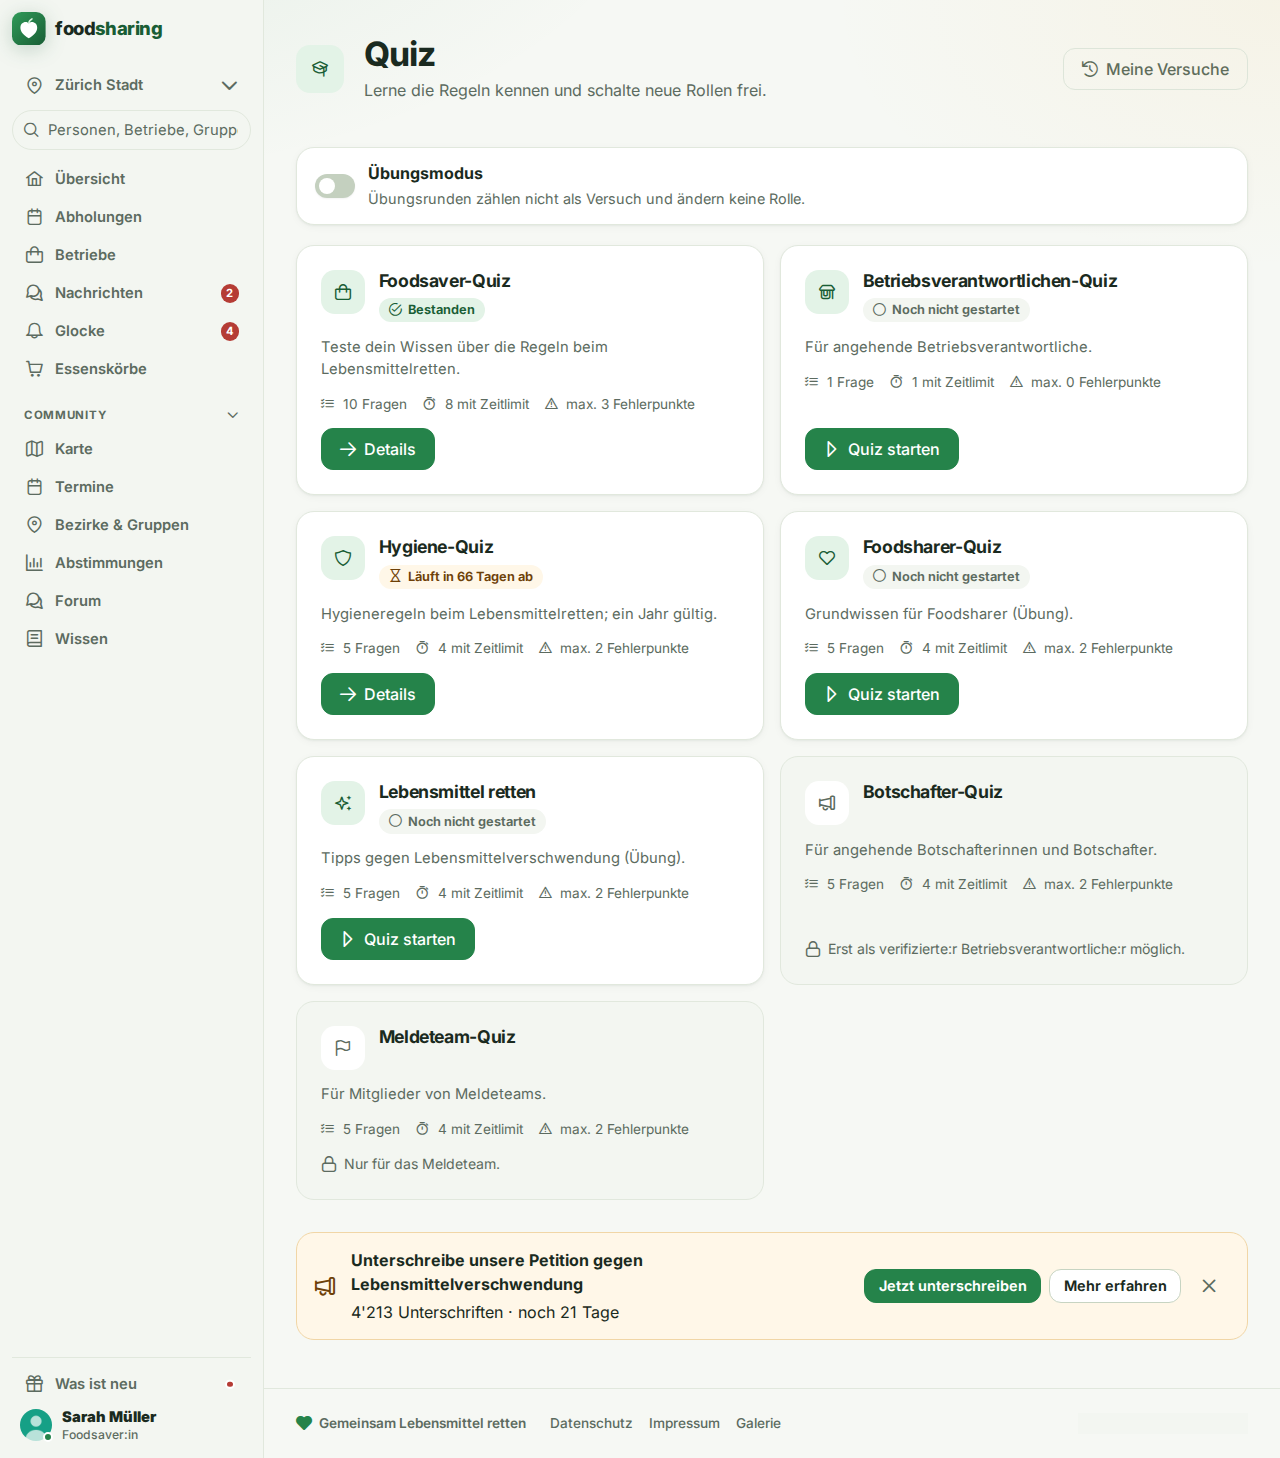 foodsharing
Zürich Stadt
Personen, Betriebe, Grupp
Übersicht
Abholungen
Betriebe
Nachrichten 2
Glocke 4
Essenskörbe
COMMUNITY
Karte
Termine
Bezirke & Gruppen
Abstimmungen
Forum
Wissen
Was ist neu
Sarah Müller
Foodsaver:in
Quiz
Lerne die Regeln kennen und schalte neue Rollen frei.
Meine Versuche
Übungsmodus
Übungsrunden zählen nicht als Versuch und ändern keine Rolle.
Foodsaver-Quiz
Bestanden
Teste dein Wissen über die Regeln beim
Lebensmittelretten.
10 Fragen 8 mit Zeitlimit max. 3 Fehlerpunkte
Details
Betriebsverantwortlichen-Quiz
Noch nicht gestartet
Für angehende Betriebsverantwortliche.
1 Frage 1 mit Zeitlimit max. 0 Fehlerpunkte
Quiz starten
Hygiene-Quiz
Läuft in 66 Tagen ab
Hygieneregeln beim Lebensmittelretten; ein Jahr gültig.
5 Fragen 4 mit Zeitlimit max. 2 Fehlerpunkte
Details
Foodsharer-Quiz
Noch nicht gestartet
Grundwissen für Foodsharer (Übung).
5 Fragen 4 mit Zeitlimit max. 2 Fehlerpunkte
Quiz starten
Lebensmittel retten
Noch nicht gestartet
Tipps gegen Lebensmittelverschwendung (Übung).
5 Fragen 4 mit Zeitlimit max. 2 Fehlerpunkte
Quiz starten
Botschafter-Quiz
Für angehende Botschafterinnen und Botschafter.
5 Fragen 4 mit Zeitlimit max. 2 Fehlerpunkte
Erst als verifizierte:r Betriebsverantwortliche:r möglich.
Meldeteam-Quiz
Für Mitglieder von Meldeteams.
5 Fragen 4 mit Zeitlimit max. 2 Fehlerpunkte
Nur für das Meldeteam.
Unterschreibe unsere Petition gegen
Lebensmittelverschwendung
4'213 Unterschriften · noch 21 Tage
Jetzt unterschreiben
Mehr erfahren
Gemeinsam Lebensmittel retten Datenschutz Impressum Galerie